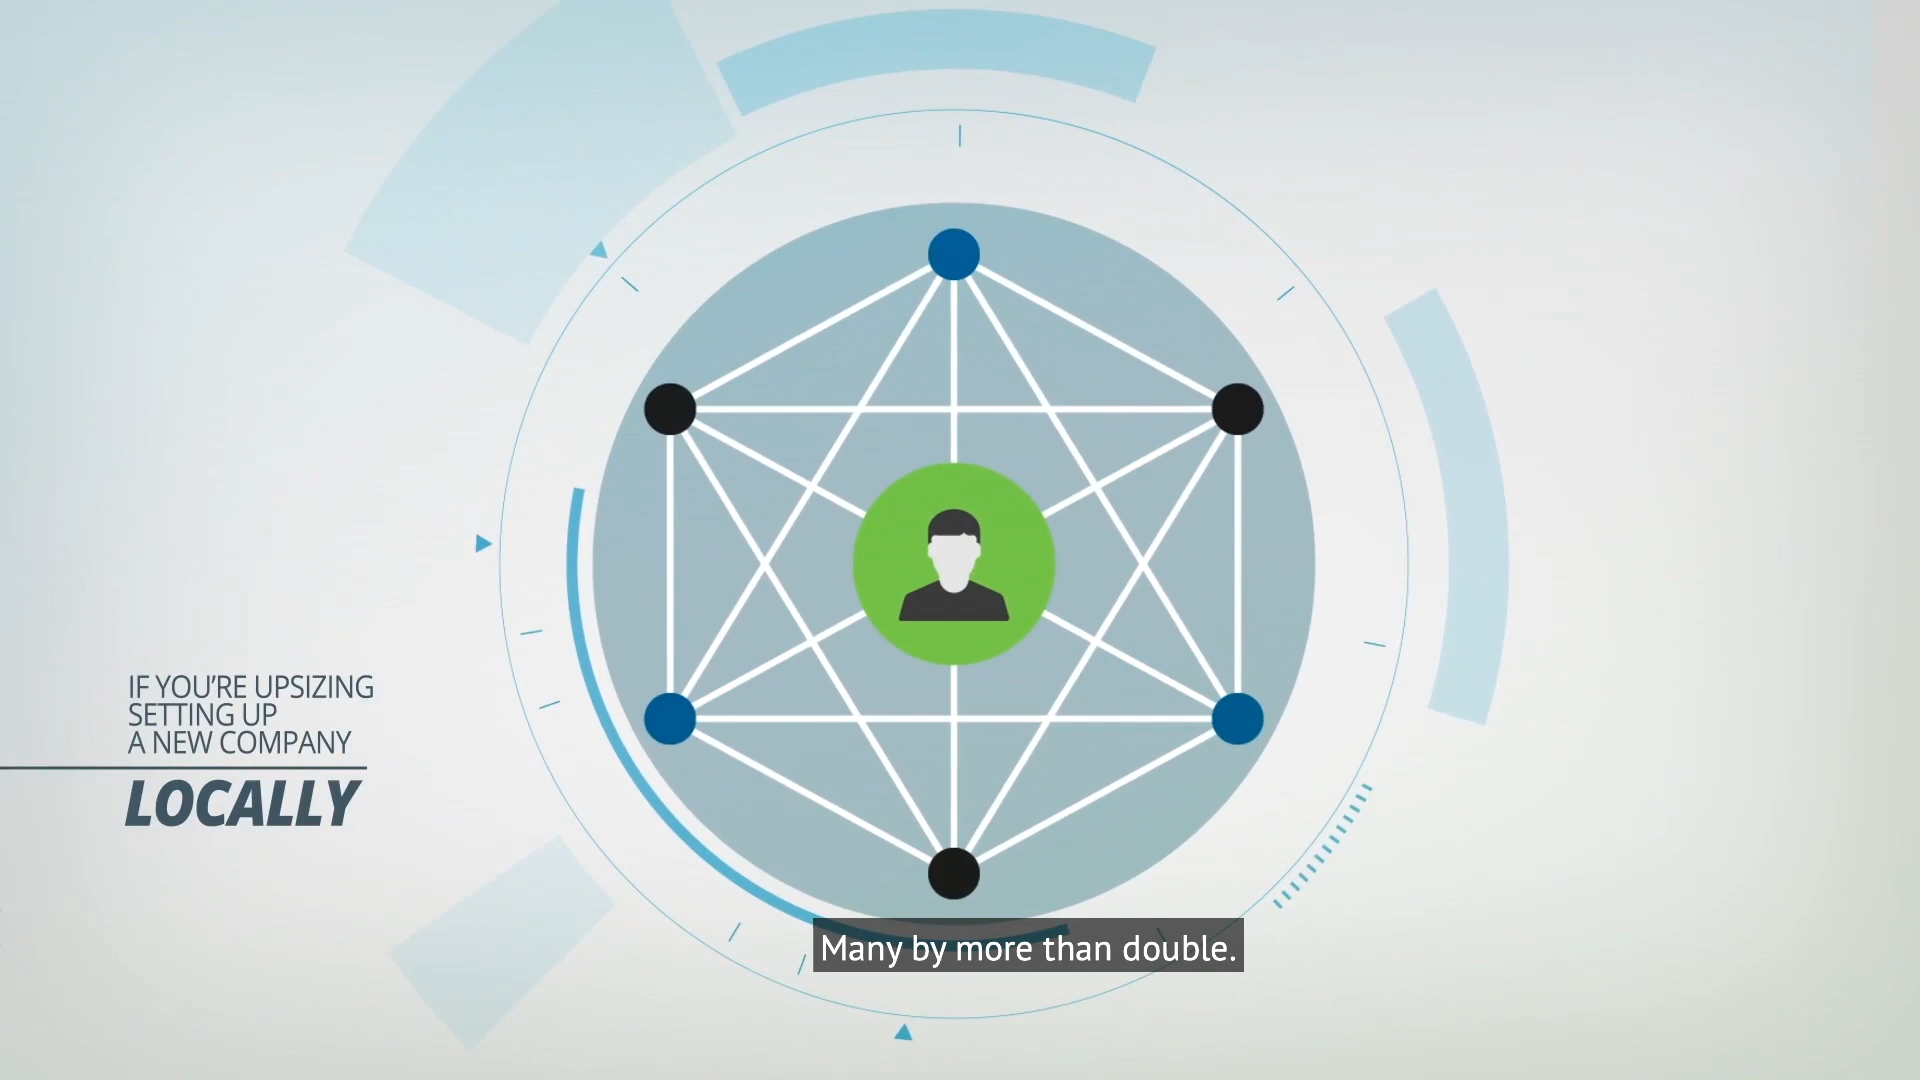 IF YOU'RE UPSIZING
SETTING UP
A NEW COMPANY
LOCALLY
Many by more than double.